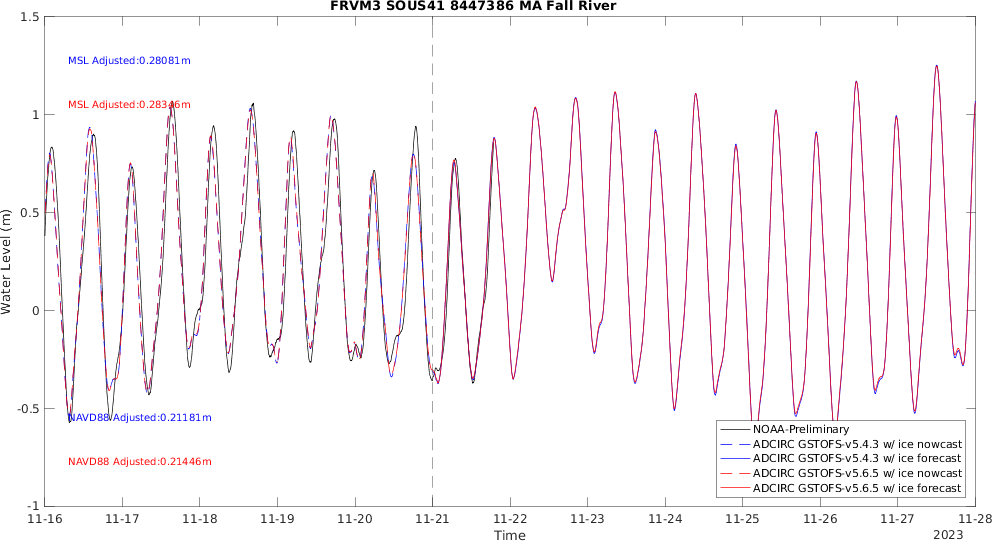 FRVM3 SOUS41 8447386 MA Fall River
1.5
1
0.5
0
-0.5
-1
Water Level (m)
MSL Adjusted:0.28081m
MSL Adjusted:0.28346m
NAVD88 Adjusted:0.21181m
NAVD88 Adjusted:0.21446m
NOAA-Preliminary
ADCIRC GSTOFS-v5.4.3 w/ ice nowcast
ADCIRC GSTOFS-v5.4.3 w/ ice forecast
ADCIRC GSTOFS-v5.6.5 w/ ice nowcast
ADCIRC GSTOFS-v5.6.5 w/ ice forecast
11-16 11-17 11-18 11-19 11-20 11-21 11-22 11-23 11-24 11-25 11-26 11-27 11-28
Time
2023